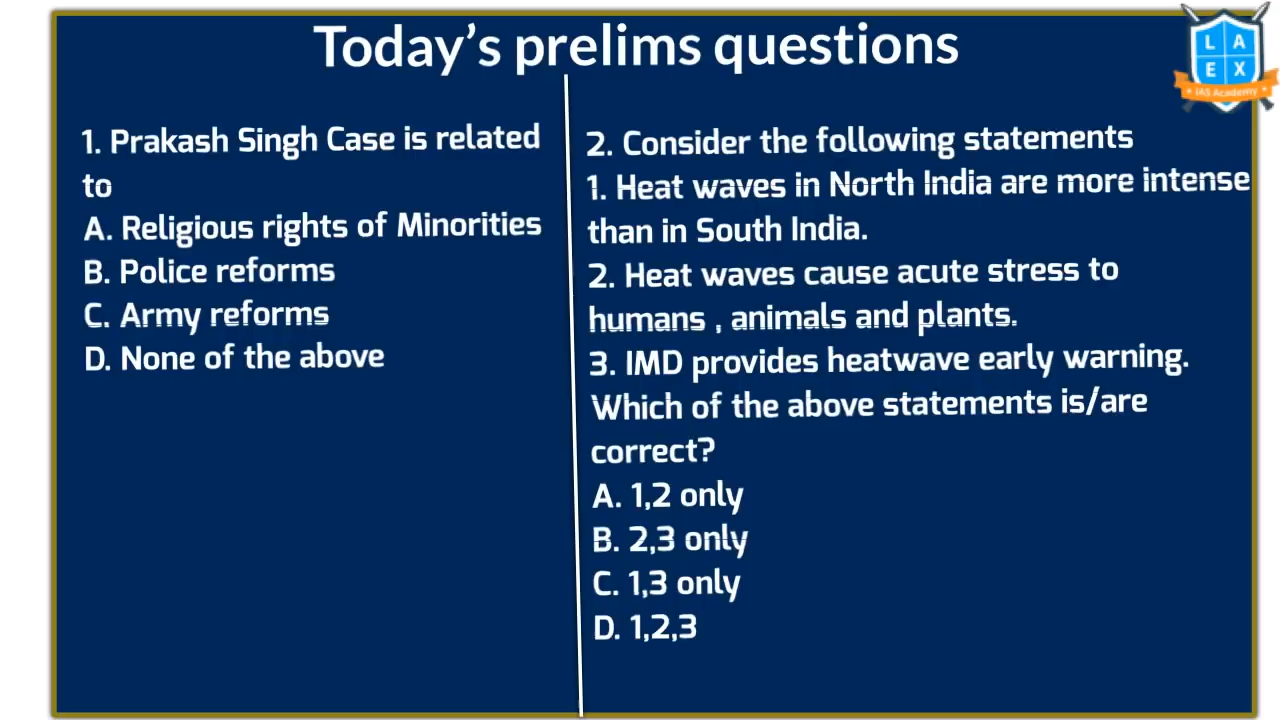 Today's prelims questions
LA
EX
IAS Academy
1. Prakash Singh Case is related
to
A. Religious rights of Minorities
B. Police reforms
C. Army reforms
D. None of the above
2. Consider the following statements
1. Heat waves in North India are more intense
than in South India.
2. Heat waves cause acute stress to
humans , animals and plants.
3. IMD provides heatwave early warning.
Which of the above statements is/are
correct?
A. 1,2 only
B. 2,3 only
C. 1,3 only
D. 1,2,3